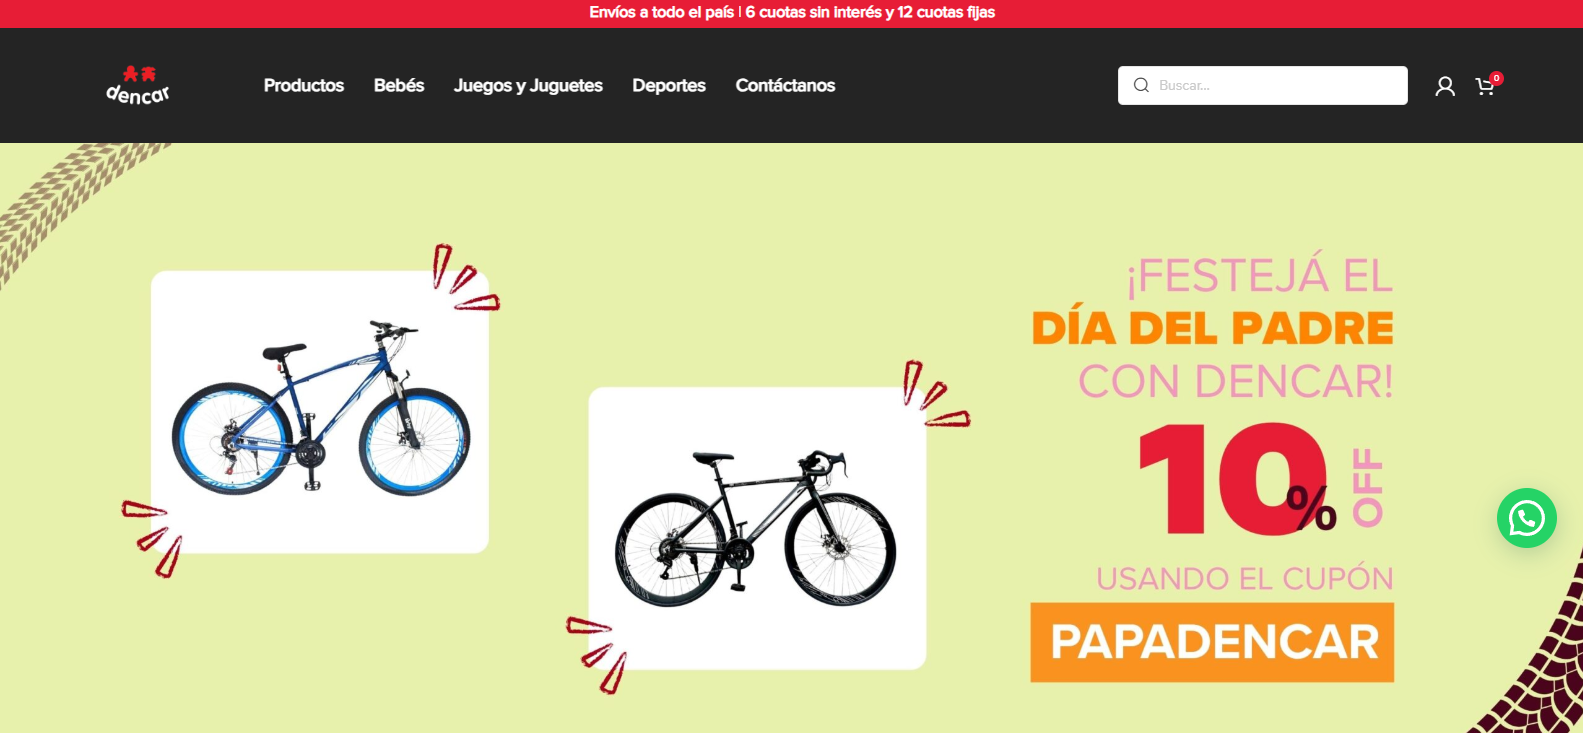 Envíos a todo el país | 6 cuotas sin interés y 12 cuotas fijas
dencar
Productos Bebés Juegos y Juguetes Deportes Contáctanos
Buscar...
0
¡FESTEJÁ EL
DÍA DEL PADRE
CON DENCAR!
10% OFF
USANDO EL CUPÓN
PAPADENCAR